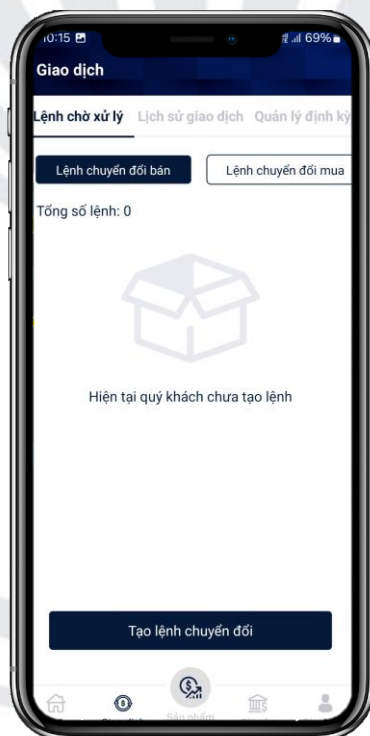 10:15 69%
Giao dịch
Lệnh chờ xử lý Lịch sử giao dịch Quản lý định kỳ
Lệnh chuyển đổi bán Lệnh chuyển đổi mua
Tổng số lệnh: 0
Hiện tại quý khách chưa tạo lệnh
Tạo lệnh chuyển đổi
Sản phẩm